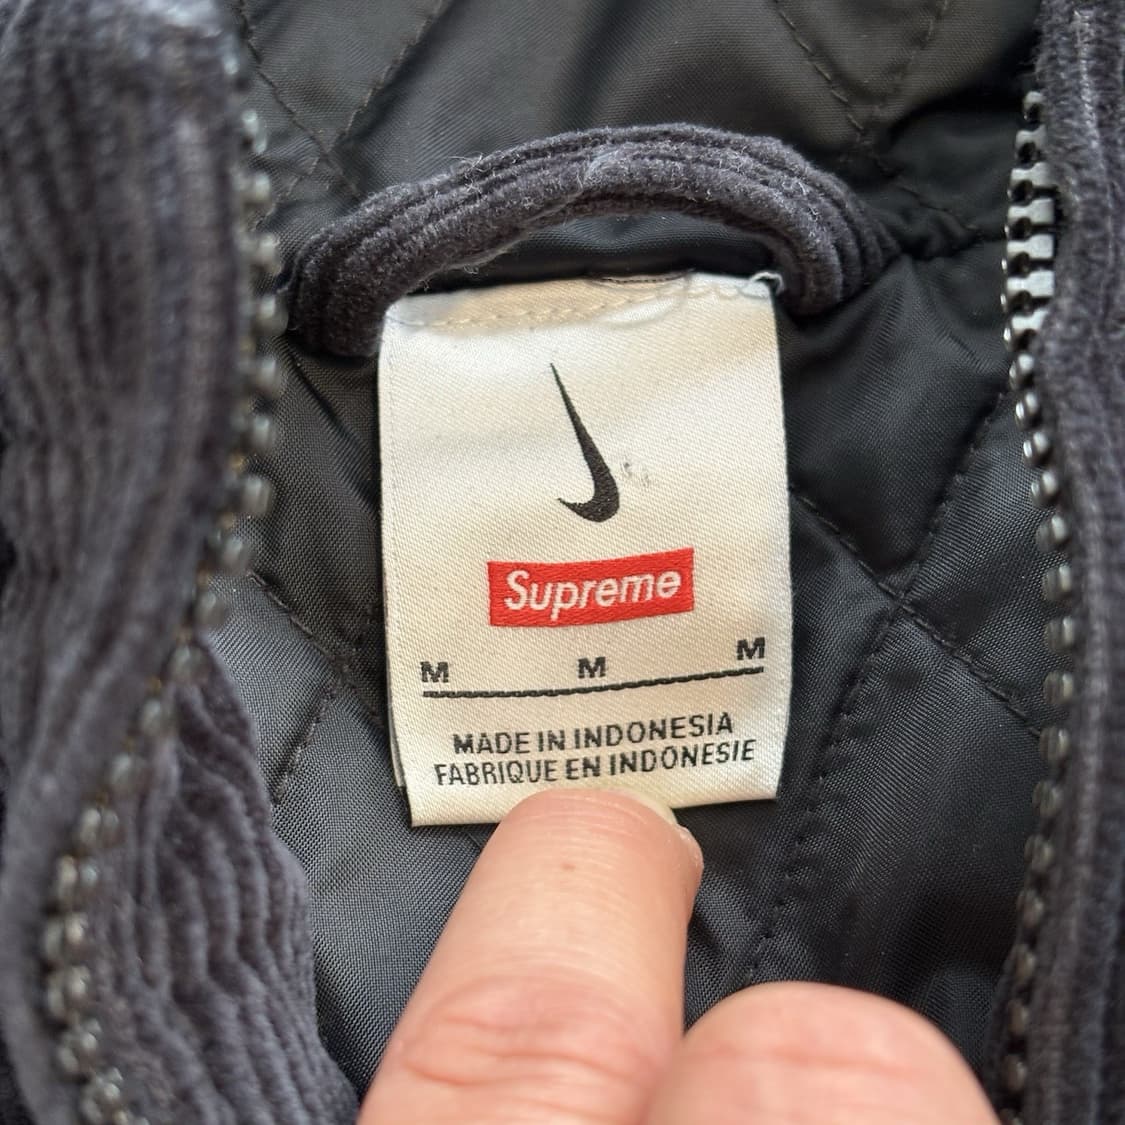 Supreme
M M M
MADE IN INDONESIA
FABRIQUE EN INDONESIE